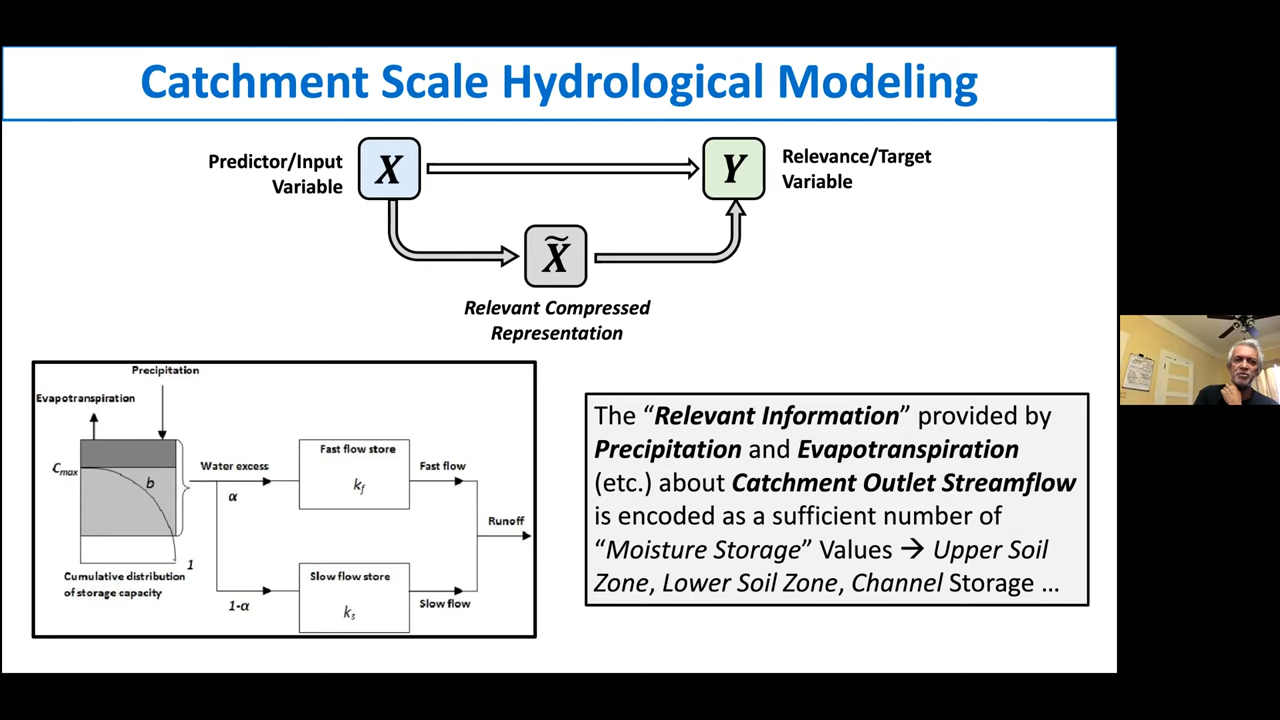 Catchment Scale Hydrological Modeling
Predictor/Input
Variable
X
Y
Relevance/Target
Variable
X̃
Relevant Compressed
Representation
Precipitation
Evapotranspiration
Cmax
b
1
Cumulative distribution
of storage capacity
Water excess
α
1-α
Fast flow store
kf
Fast flow
Slow flow store
ks
Slow flow
Runoff
The “Relevant Information” provided by
Precipitation and Evapotranspiration
(etc.) about Catchment Outlet Streamflow
is encoded as a sufficient number of
“Moisture Storage” Values → Upper Soil
Zone, Lower Soil Zone, Channel Storage …